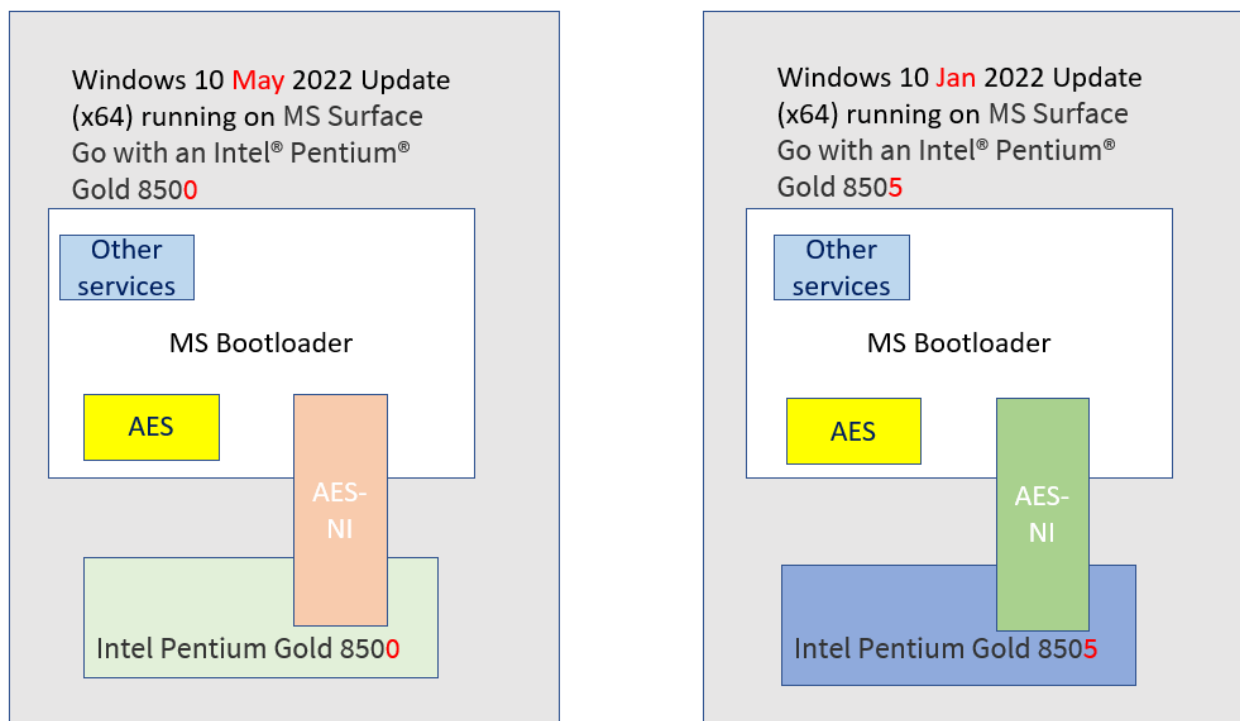 Windows 10 May 2022 Update
(x64) running on MS Surface
Go with an Intel® Pentium®
Gold 8500
Other
services
MS Bootloader
AES
AES-
NI
Intel Pentium Gold 8500
Windows 10 Jan 2022 Update
(x64) running on MS Surface
Go with an Intel® Pentium®
Gold 8505
Other
services
MS Bootloader
AES
AES-
NI
Intel Pentium Gold 8505